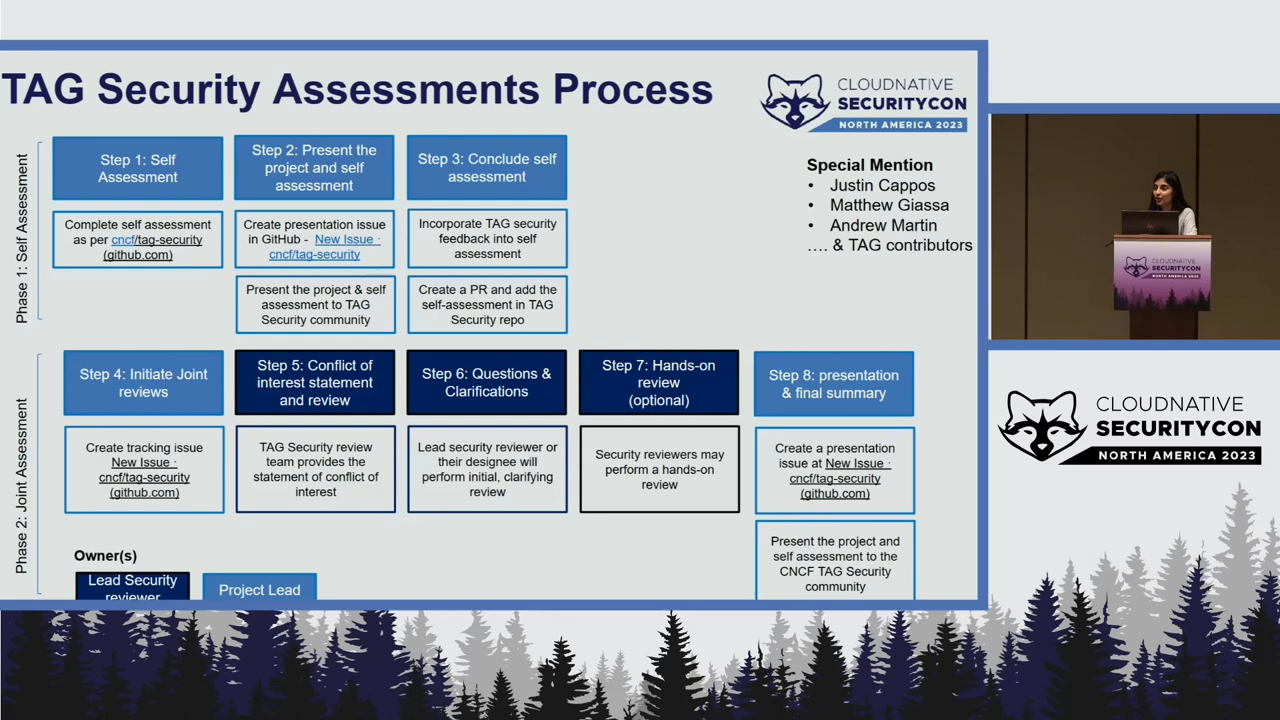 TAG Security Assessments Process
CLOUDNATIVE
SECURITYCON
NORTH AMERICA 2023
Phase 1: Self Assessment
Step 1: Self
Assessment
Complete self assessment
as per cncf/tag-security
(github.com)
Step 2: Present the
project and self
assessment
Create presentation issue
in GitHub - New Issue ·
cncf/tag-security
Present the project & self
assessment to TAG
Security community
Step 3: Conclude self
assessment
Incorporate TAG security
feedback into self
assessment
Create a PR and add the
self-assessment in TAG
Security repo
Special Mention
• Justin Cappos
• Matthew Giassa
• Andrew Martin
.... & TAG contributors
Phase 2: Joint Assessment
Step 4: Initiate Joint
reviews
Create tracking issue
New Issue ·
cncf/tag-security
(github.com)
Step 5: Conflict of
interest statement
and review
TAG Security review
team provides the
statement of conflict of
interest
Step 6: Questions &
Clarifications
Lead security reviewer or
their designee will
perform initial, clarifying
review
Step 7: Hands-on
review
(optional)
Security reviewers may
perform a hands-on
review
Step 8: presentation
& final summary
Create a presentation
issue at New Issue ·
cncf/tag-security
(github.com)
Present the project and
self assessment to the
CNCF TAG Security
community
Owner(s)
Lead Security
reviewer
Project Lead
CLOUDNATIVE
SECURITYCON
CLOUDNATIVE
SECURITYCON
NORTH AMERICA 2023